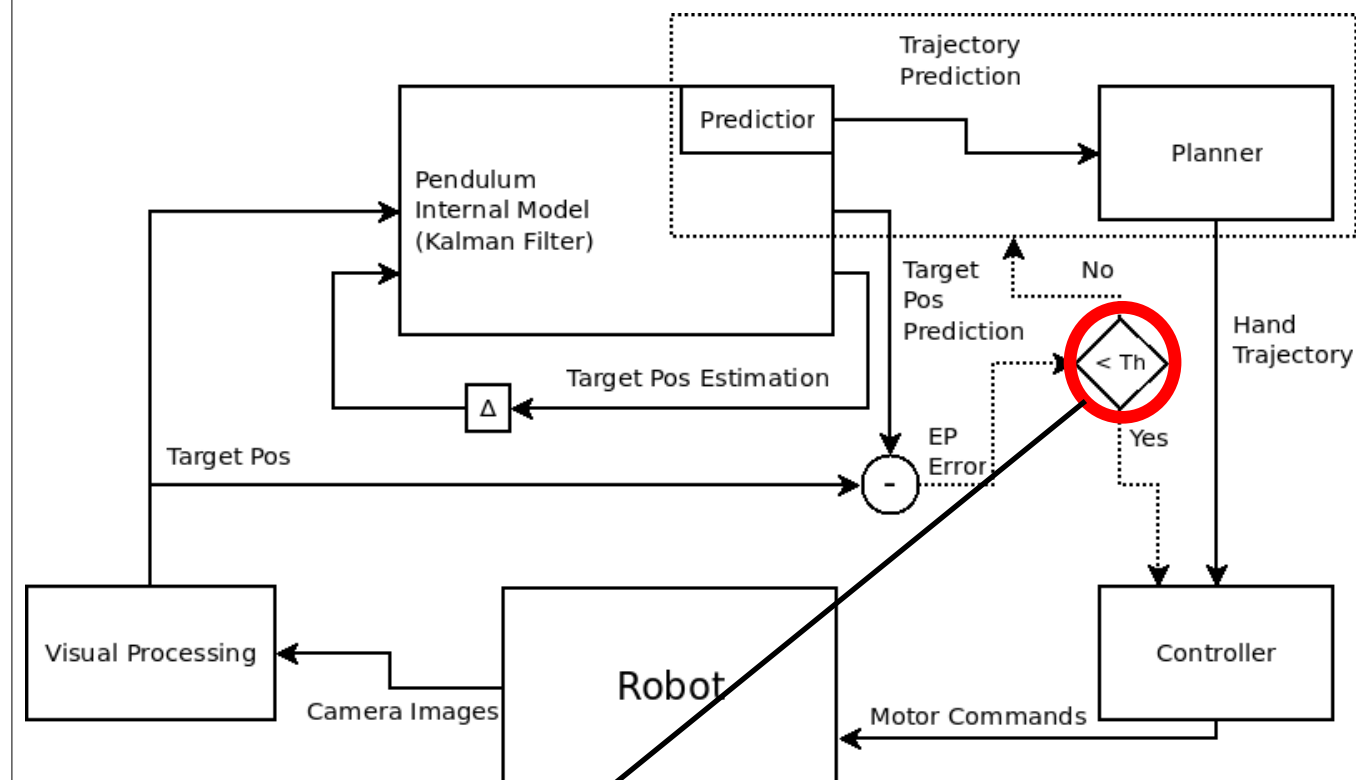 Trajectory
Prediction
Prediction
Planner
Pendulum
Internal Model
(Kalman Filter)
Target
Pos
Prediction
No
Hand
Trajectory
< Th
Target Pos Estimation
Δ
EP
Error
Yes
Target Pos
-
Visual Processing
Robot
Controller
Camera Images
Motor Commands